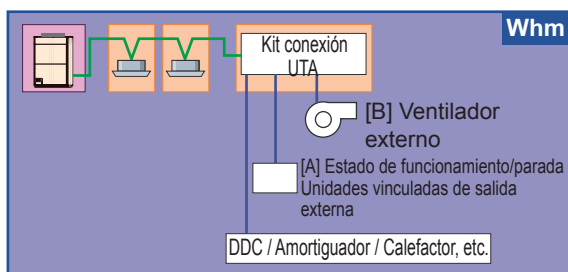 Whm
Kit conexión
UTA
[B] Ventilador
externo
[A] Estado de funcionamiento/parada
Unidades vinculadas de salida
externa
DDC / Amortiguador / Calefactor, etc.